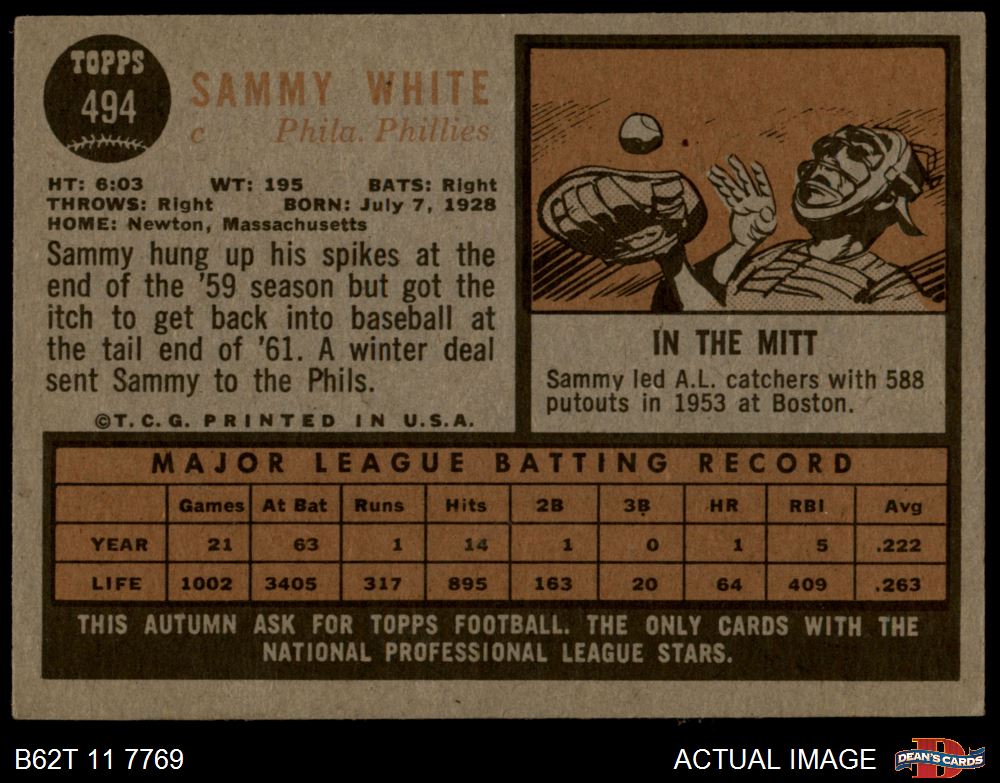 TOPPS
494
SAMMY WHITE
c Phila. Phillies
HT: 6:03 WT: 195 BATS: Right
THROWS: Right BORN: July 7, 1928
HOME: Newton, Massachusetts
Sammy hung up his spikes at the
end of the '59 season but got the
itch to get back into baseball at
the tail end of '61. A winter deal
sent Sammy to the Phils.
©T.C.G. PRINTED IN U.S.A.
IN THE MITT
Sammy led A.L. catchers with 588
putouts in 1953 at Boston.
MAJOR LEAGUE BATTING RECORD
Games At Bat Runs Hits 2B 3B HR RBI Avg
YEAR 21 63 1 14 1 0 1 5 .222
LIFE 1002 3405 317 895 163 20 64 409 .263
THIS AUTUMN ASK FOR TOPPS FOOTBALL. THE ONLY CARDS WITH THE
NATIONAL PROFESSIONAL LEAGUE STARS.
B62T 11 7769 ACTUAL IMAGE
D
DEAN'S CARDS